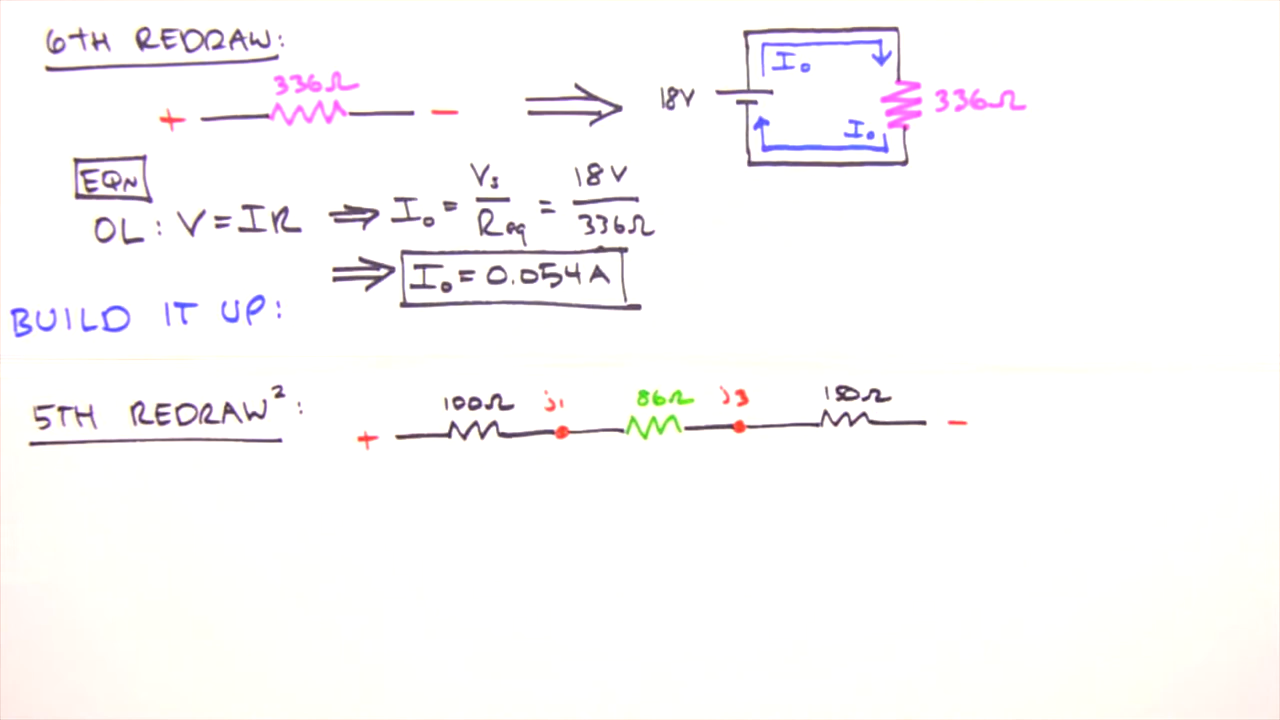 6TH REDRAW:
336Ω
+ -
18V
I₀
I₀
336Ω
EQN
OL: V=IR ⇒ I₀ = Vs/Req = 18V/336Ω
⇒ I₀ = 0.054A
BUILD IT UP:
5TH REDRAW²:
100Ω j₁ 86Ω j3 150Ω
+ -